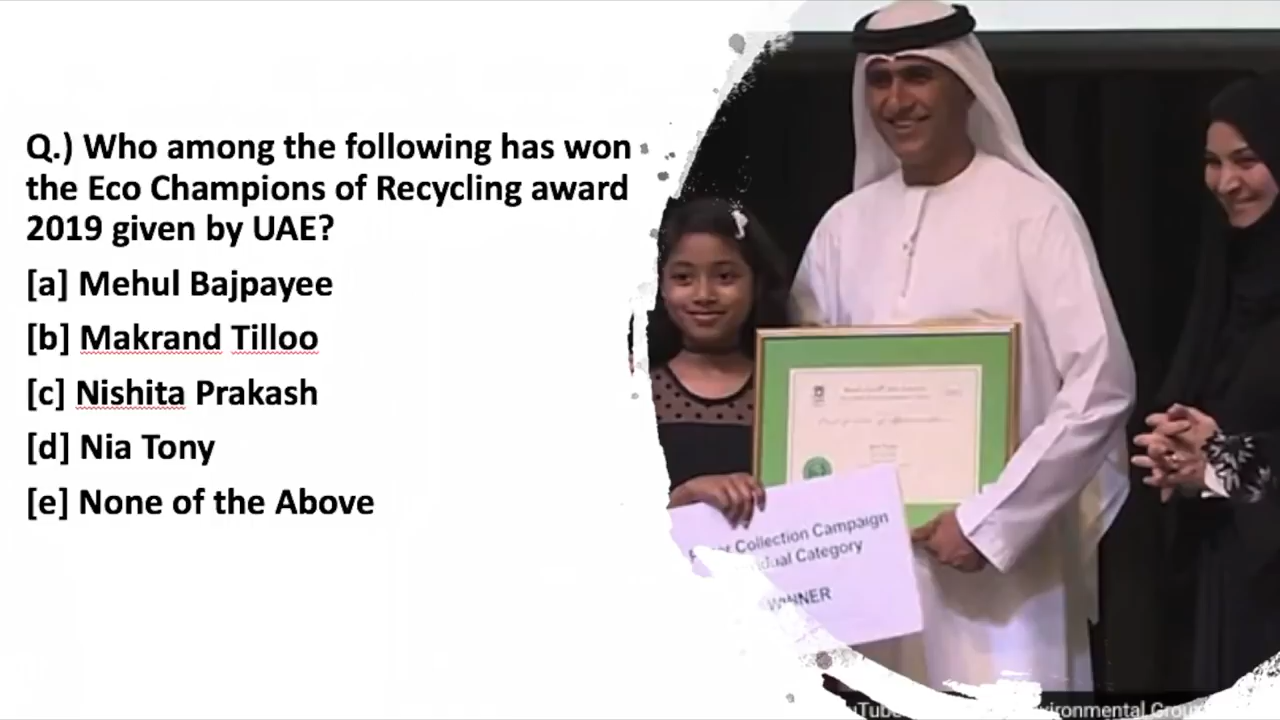 Q.) Who among the following has won
the Eco Champions of Recycling award
2019 given by UAE?
[a] Mehul Bajpayee
[b] Makrand Tilloo
[c] Nishita Prakash
[d] Nia Tony
[e] None of the Above
Collection Campaign
Category
WINNER